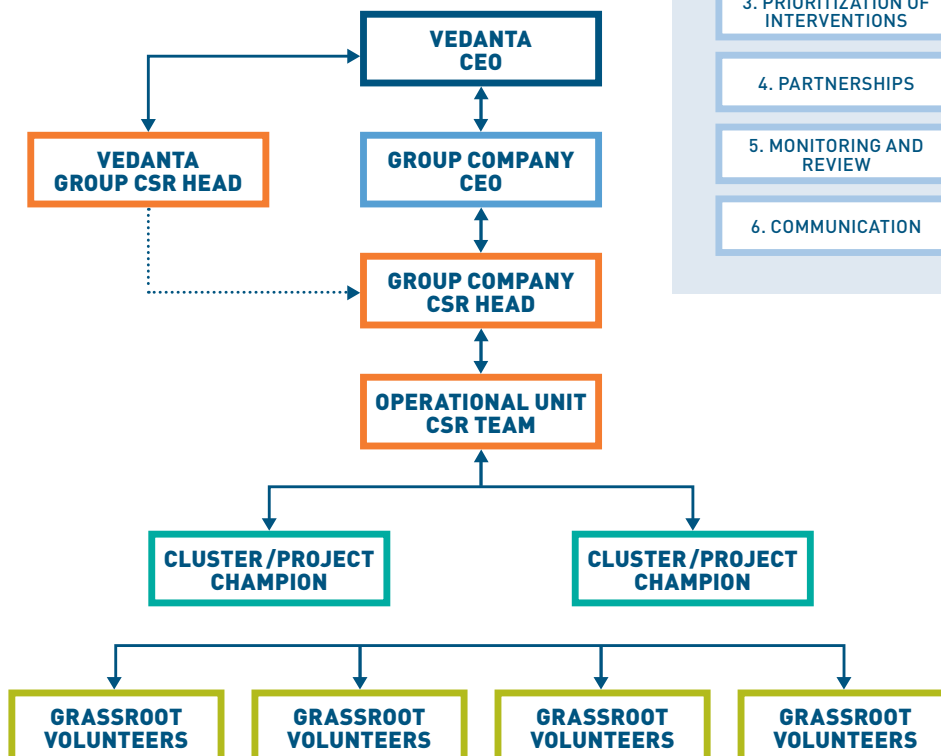 3. PRIORITIZATION OF
INTERVENTIONS
4. PARTNERSHIPS
5. MONITORING AND
REVIEW
6. COMMUNICATION
VEDANTA
CEO
VEDANTA
GROUP CSR HEAD
GROUP COMPANY
CEO
GROUP COMPANY
CSR HEAD
OPERATIONAL UNIT
CSR TEAM
CLUSTER/PROJECT
CHAMPION
CLUSTER/PROJECT
CHAMPION
GRASSROOT
VOLUNTEERS
GRASSROOT
VOLUNTEERS
GRASSROOT
VOLUNTEERS
GRASSROOT
VOLUNTEERS